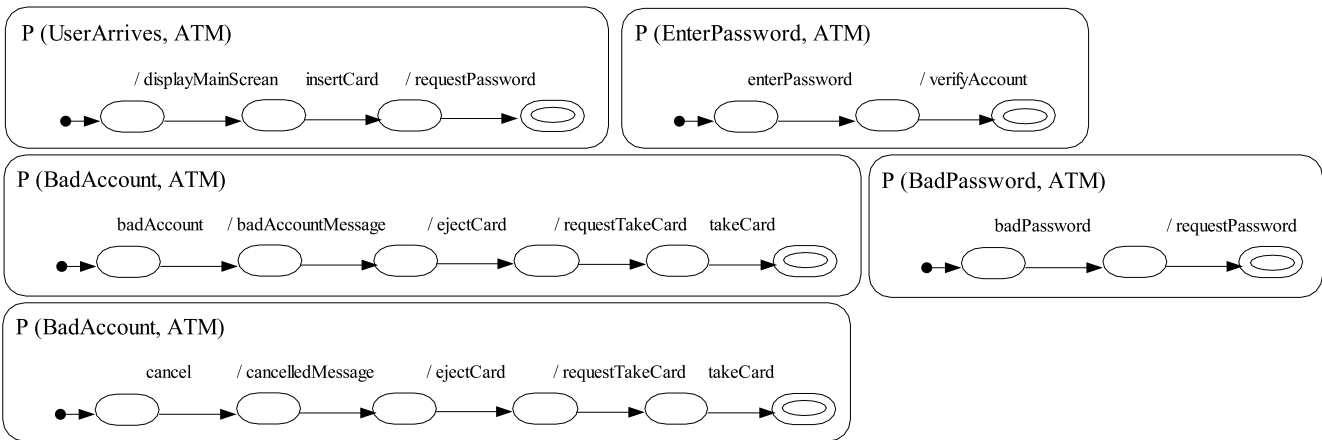 P (UserArrives, ATM)
/ displayMainScrean insertCard / requestPassword
P (EnterPassword, ATM)
enterPassword / verifyAccount
P (BadAccount, ATM)
badAccount / badAccountMessage / ejectCard / requestTakeCard takeCard
P (BadPassword, ATM)
badPassword / requestPassword
P (BadAccount, ATM)
cancel / cancelledMessage / ejectCard / requestTakeCard takeCard